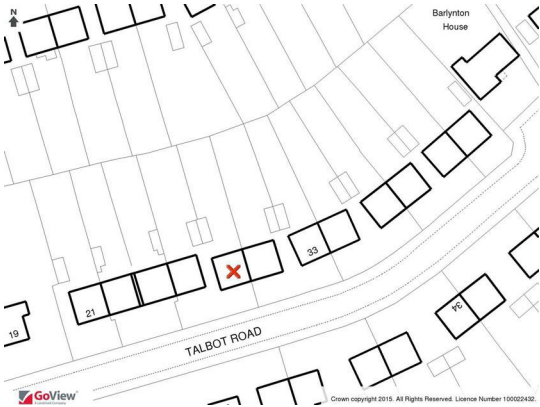 N
Barlynton
House
33
21
19
34
TALBOT ROAD
GoView
Crown copyright 2015. All Rights Reserved. Licence Number 100022432.